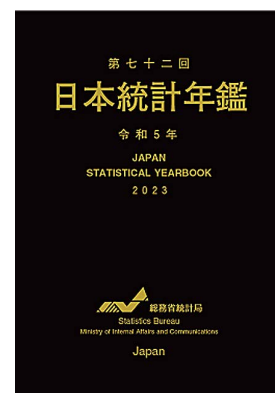 第七十二回
日本統計年鑑
令和5年
JAPAN
STATISTICAL YEARBOOK
2023
総務省統計局
Statistics Bureau
Ministry of Internal Affairs and Communications
Japan